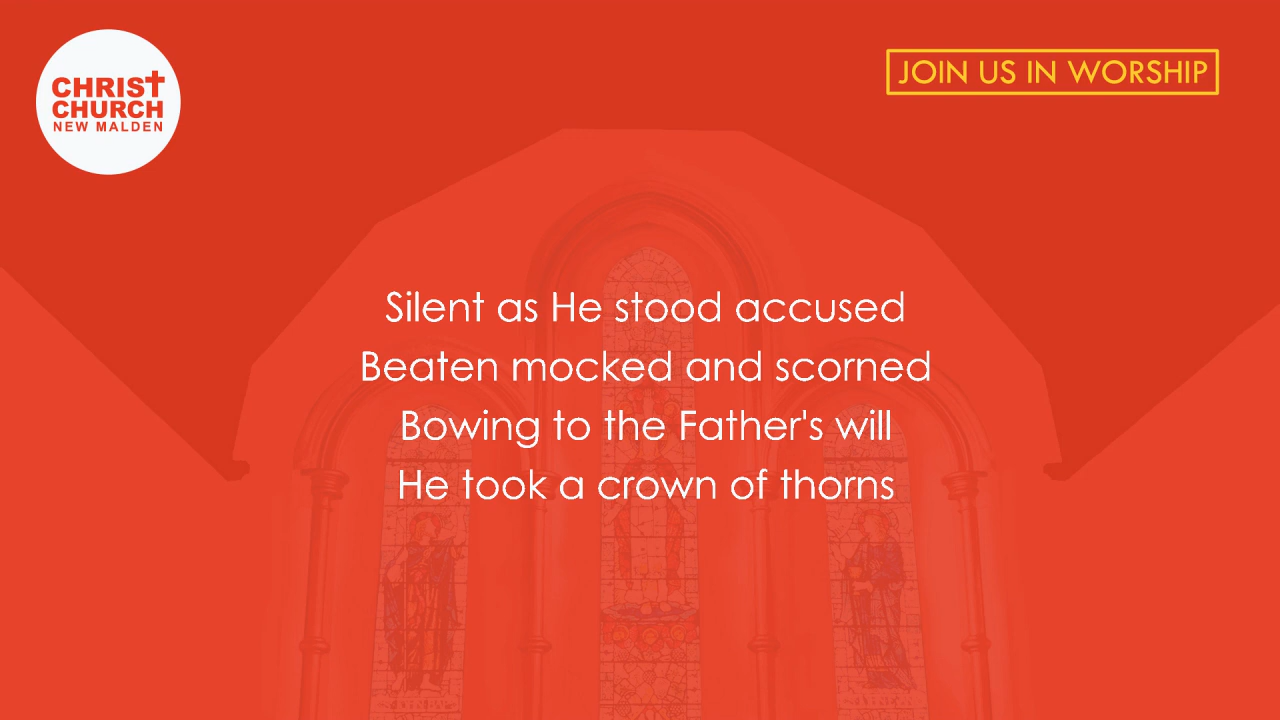 CHRIST
CHURCH
NEW MALDEN
JOIN US IN WORSHIP
Silent as He stood accused
Beaten mocked and scorned
Bowing to the Father's will
He took a crown of thorns